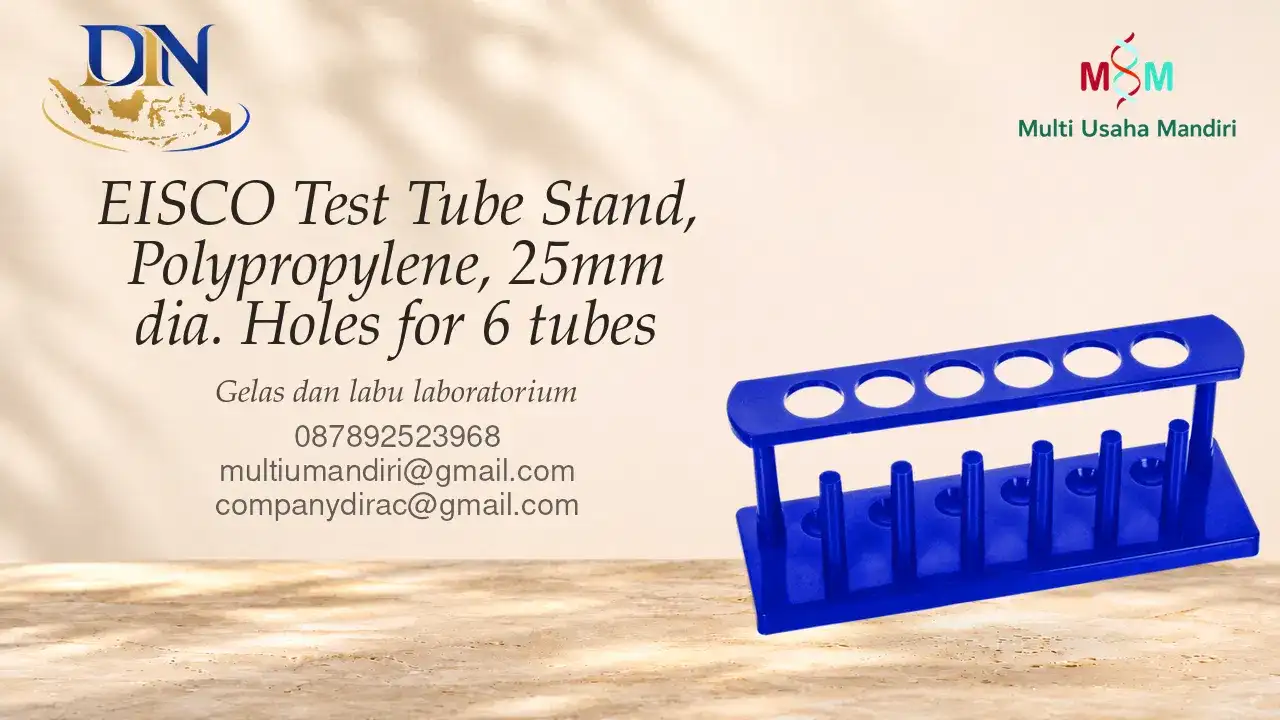 DIN
M M
Multi Usaha Mandiri
EISCO Test Tube Stand,
Polypropylene, 25mm
dia. Holes for 6 tubes
Gelas dan labu laboratorium
087892523968
multiumandiri@gmail.com
companydirac@gmail.com